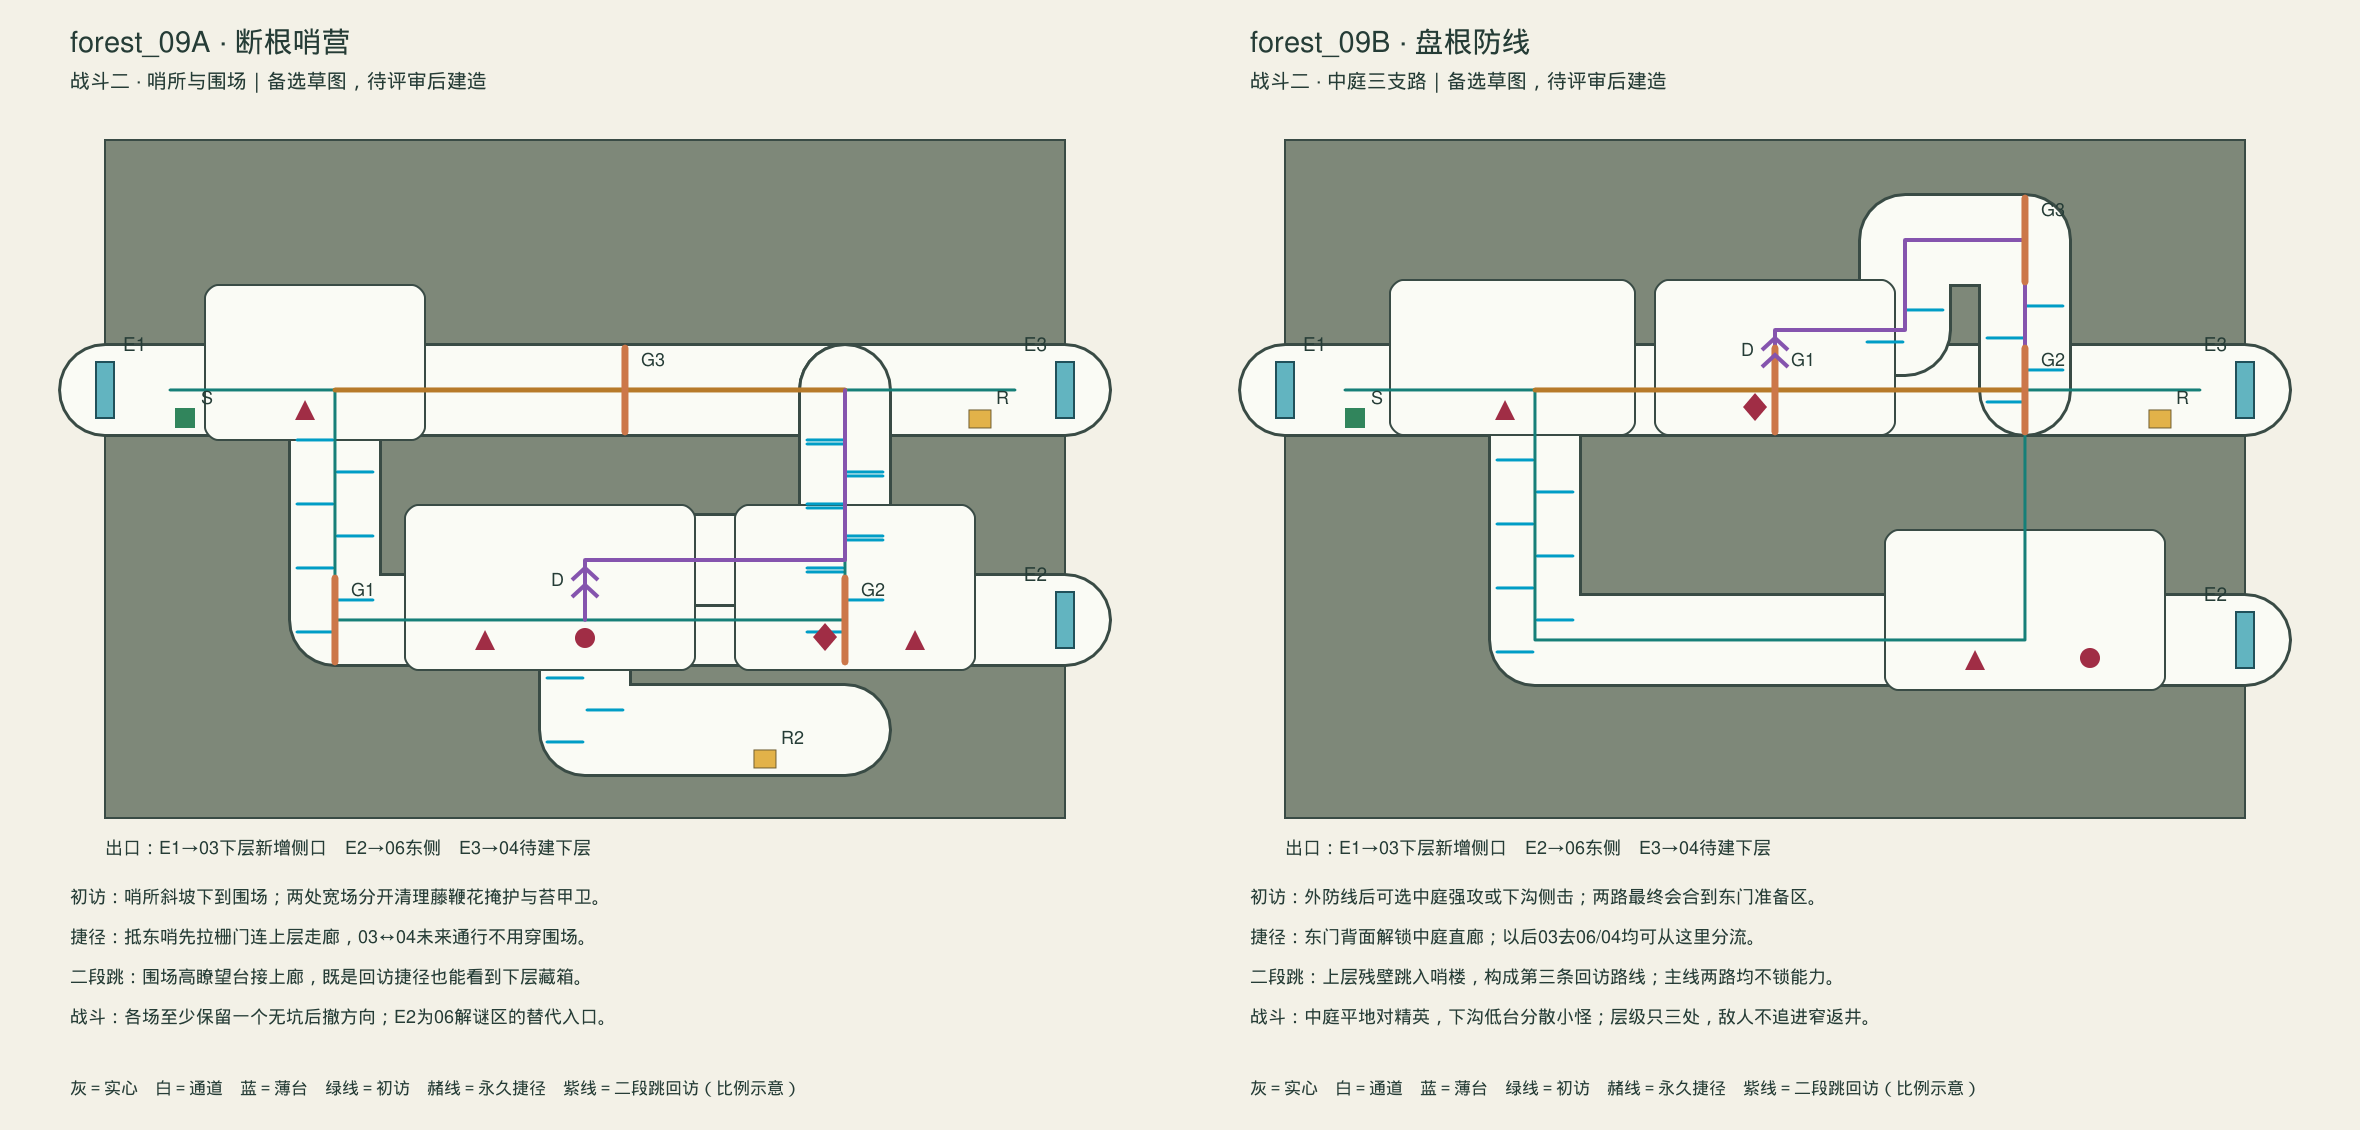 forest_09A · 断根哨营
战斗二 · 哨所与围场 | 备选草图，待评审后建造
E1
S
G3
E3
R
G1
D
G2
E2
R2
出口：E1→03下层新增侧口 E2→06东侧 E3→04待建下层
初访：哨所斜坡下到围场；两处宽场分开清理藤鞭花掩护与苔甲卫。
捷径：抵东哨先拉栅门连上层走廊，03↔04未来通行不用穿围场。
二段跳：围场高瞭望台接上廊，既是回访捷径也能看到下层藏箱。
战斗：各场至少保留一个无坑后撤方向；E2为06解谜区的替代入口。
灰＝实心 白＝通道 蓝＝薄台 绿线＝初访 赭线＝永久捷径 紫线＝二段跳回访（比例示意）
forest_09B · 盘根防线
战斗二 · 中庭三支路 | 备选草图，待评审后建造
G3
E1
S
D
G1
G2
E3
R
E2
出口：E1→03下层新增侧口 E2→06东侧 E3→04待建下层
初访：外防线后可选中庭强攻或下沟侧击；两路最终会合到东门准备区。
捷径：东门背面解锁中庭直廊；以后03去06/04均可从这里分流。
二段跳：上层残壁跳入哨楼，构成第三条回访路线；主线两路均不锁能力。
战斗：中庭平地对精英，下沟低台分散小怪；层级只三处，敌人不追进窄返井。
灰＝实心 白＝通道 蓝＝薄台 绿线＝初访 赭线＝永久捷径 紫线＝二段跳回访（比例示意）